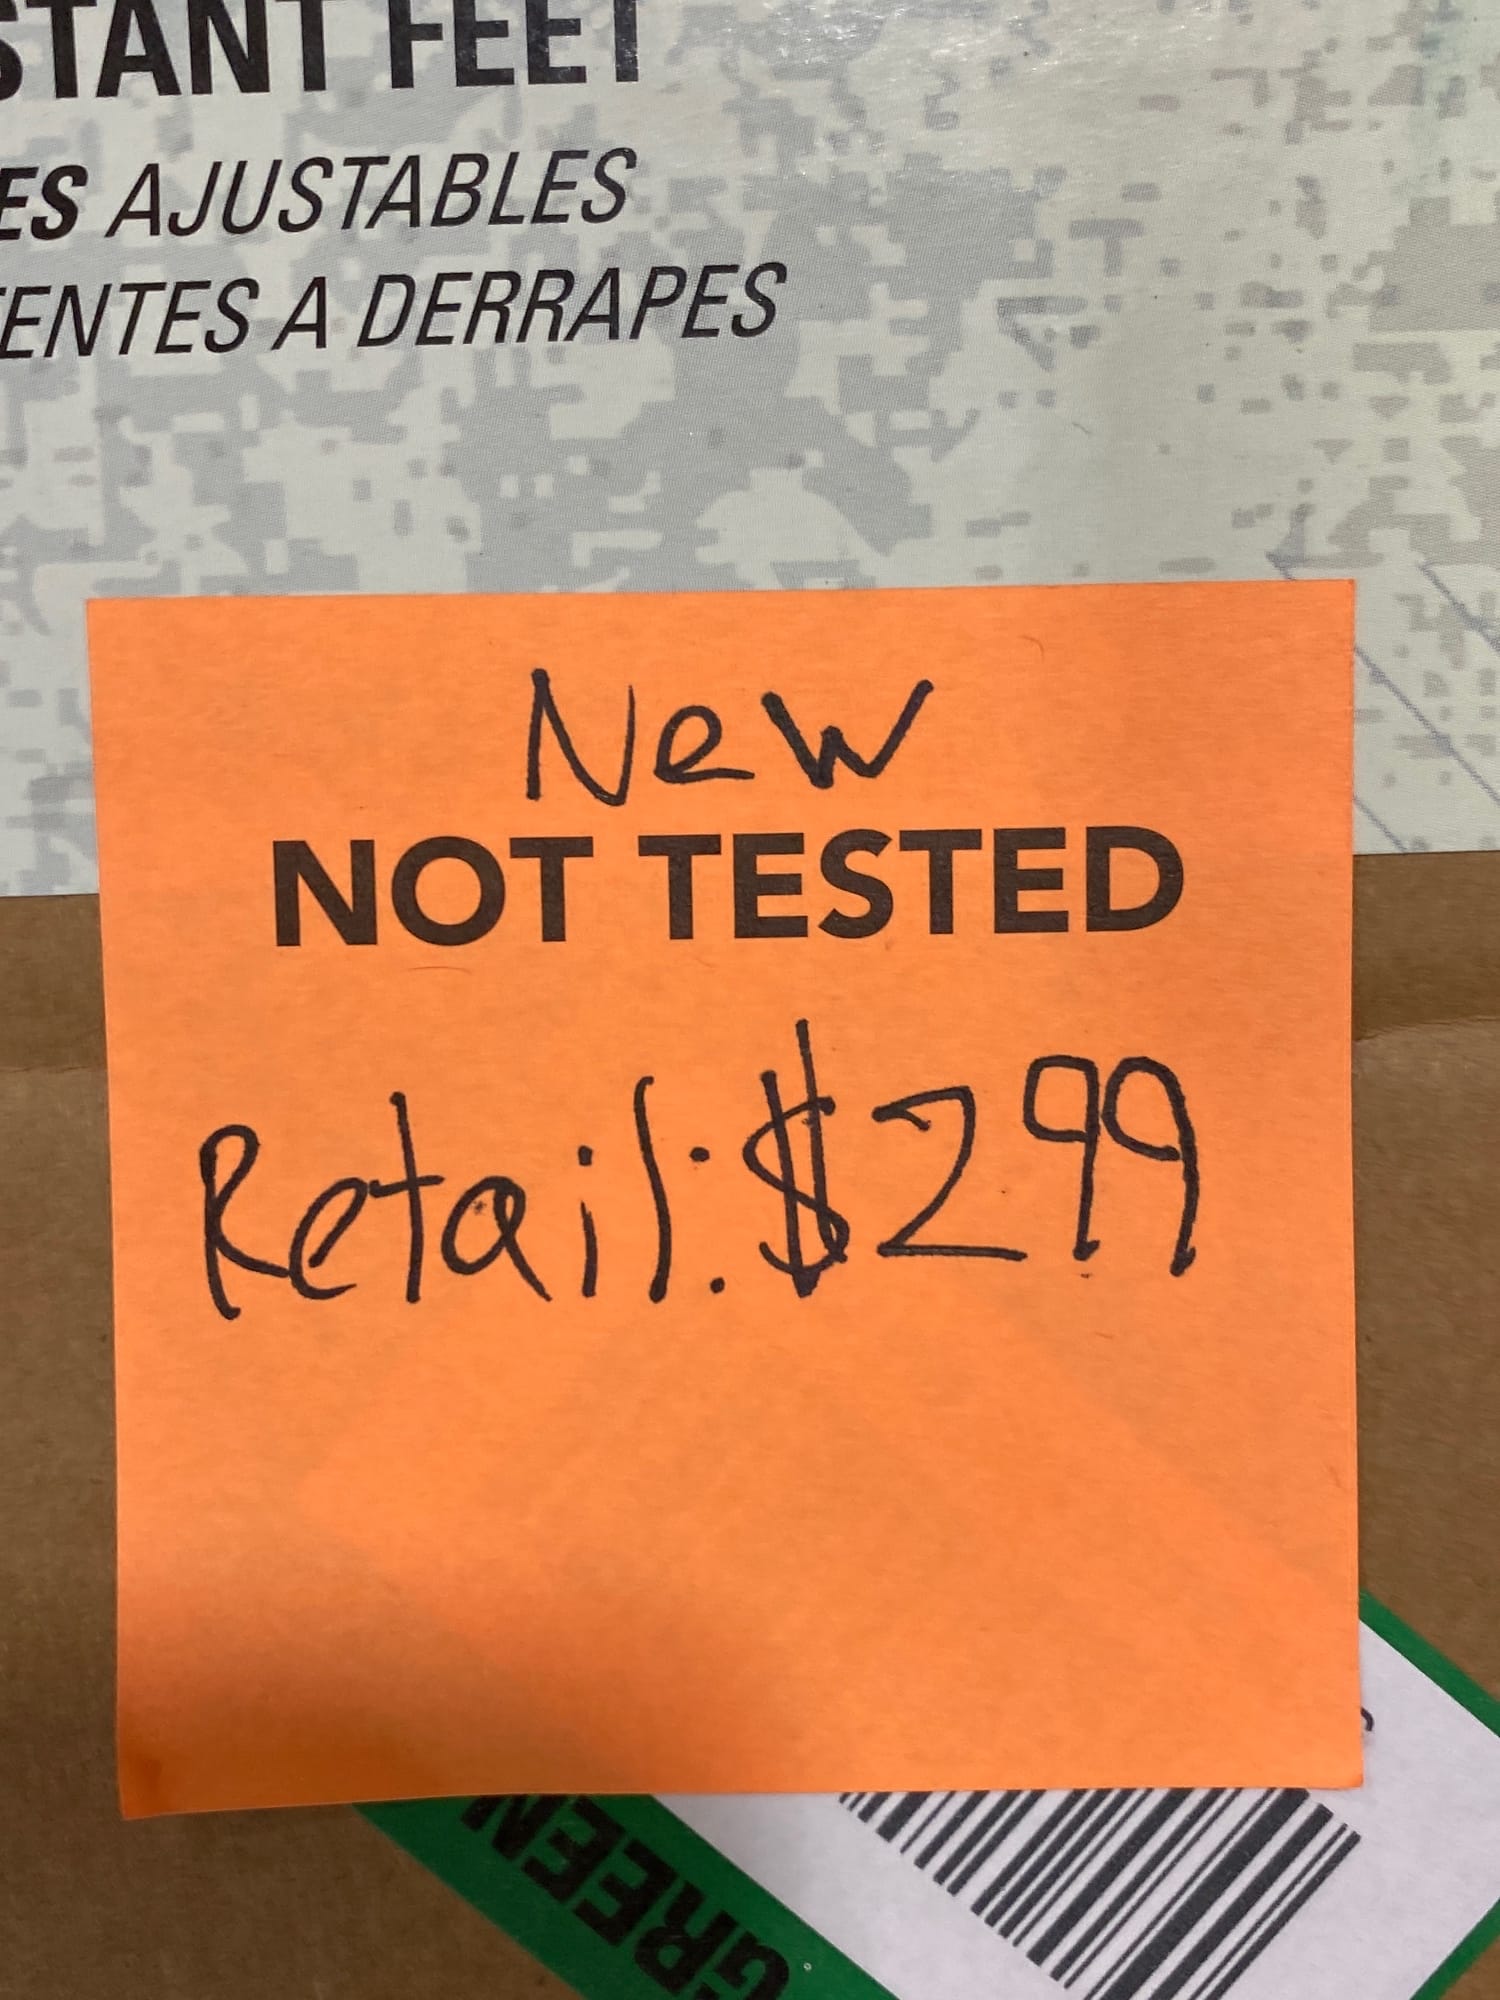 STANT FEET
ES AJUSTABLES
ENTES A DERRAPES
New
NOT TESTED
Retail: $299
GREEN